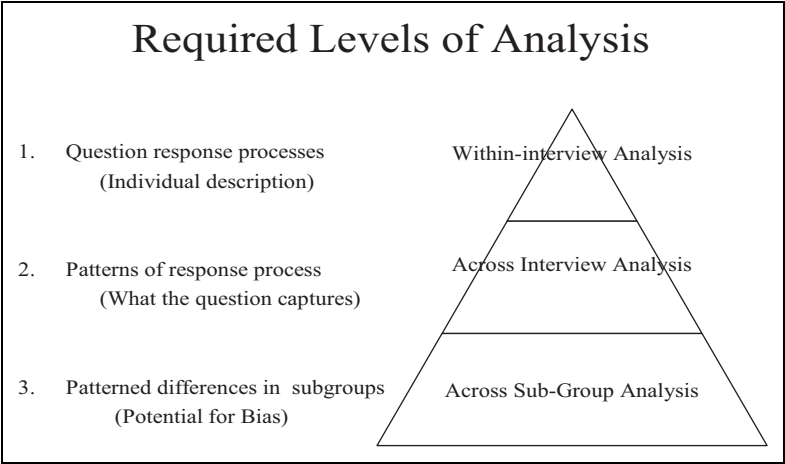 Required Levels of Analysis
1. Question response processes
(Individual description)
Within-interview Analysis
2. Patterns of response process
(What the question captures)
Across Interview Analysis
3. Patterned differences in subgroups
(Potential for Bias)
Across Sub-Group Analysis